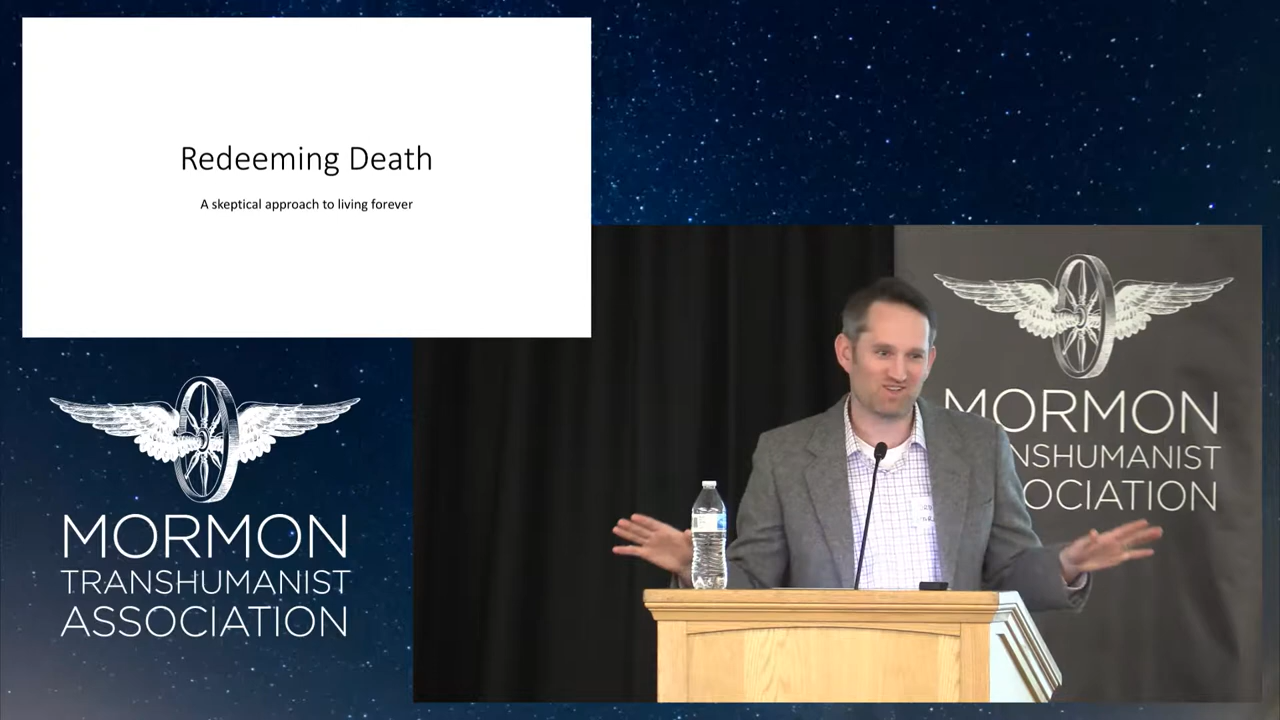 Redeeming Death
A skeptical approach to living forever
MORMON
TRANSHUMANIST
ASSOCIATION
MORMON
NSHUMANIST
OCIATION